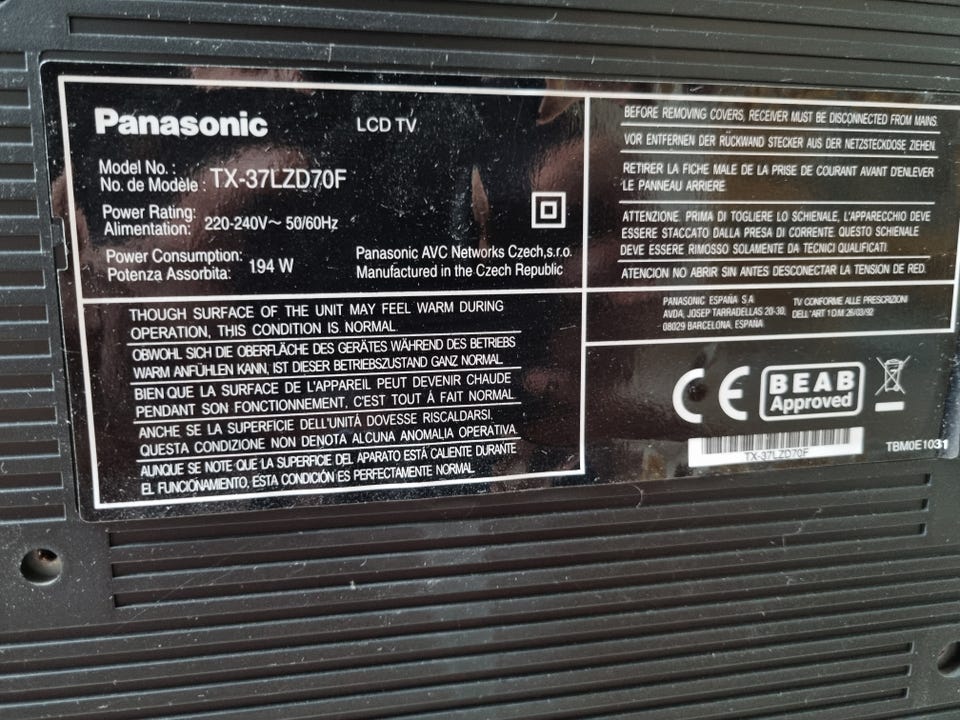 Panasonic
LCD TV
Model No. :
No. de Modèle : TX-37LZD70F
Power Rating:
Alimentation: 220-240V~ 50/60Hz
Power Consumption:
Potenza Assorbita: 194 W
Panasonic AVC Networks Czech,s.r.o.
Manufactured in the Czech Republic
THOUGH SURFACE OF THE UNIT MAY FEEL WARM DURING
OPERATION, THIS CONDITION IS NORMAL
OBWOHL SICH DIE OBERFLÄCHE DES GERÄTES WÄHREND DES BETRIEBS
WARM ANFÜHLEN KANN, IST DIESER BETRIEBSZUSTAND GANZ NORMAL
BIEN QUE LA SURFACE DE L'APPAREIL PEUT DEVENIR CHAUDE
PENDANT SON FONCTIONNEMENT, C'EST TOUT À FAIT NORMAL
ANCHE SE LA SUPERFICIE DELL'UNITÀ DOVESSE RISCALDARSI.
QUESTA CONDIZIONE NON DENOTA ALCUNA ANOMALIA OPERATIVA.
AUNQUE SE NOTE QUE LA SUPERFICIE DEL APARATO ESTÁ CALIENTE DURANTE
EL FUNCIONAMIENTO, ESTA CONDICIÓN ES PERFECTAMENTE NORMAL
BEFORE REMOVING COVERS, RECEIVER MUST BE DISCONNECTED FROM MAINS.
VOR ENTFERNEN DER RÜCKWAND STECKER AUS DER NETZSTECKDOSE ZIEHEN.
RETIRER LA FICHE MALE DE LA PRISE DE COURANT AVANT D'ENLEVER
LE PANNEAU ARRIERE.
ATTENZIONE. PRIMA DI TOGLIERE LO SCHIENALE, L'APPARECCHIO DEVE
ESSERE STACCATO DALLA PRESA DI CORRENTE. QUESTO SCHIENALE
DEVE ESSERE RIMOSSO SOLAMENTE DA TECNICI QUALIFICATI.
ATENCION NO ABRIR SIN ANTES DESCONECTAR LA TENSION DE RED.
PANASONIC ESPAÑA S.A
AVDA, JOSEP TARRADELLAS 20-30,
08029 BARCELONA, ESPAÑA
TV CONFORME ALLE PRESCRIZIONI
DELL'ART 1 D.M 26/03/92
CE
BEAB
Approved
TX-37LZD70F
TBM0E1031